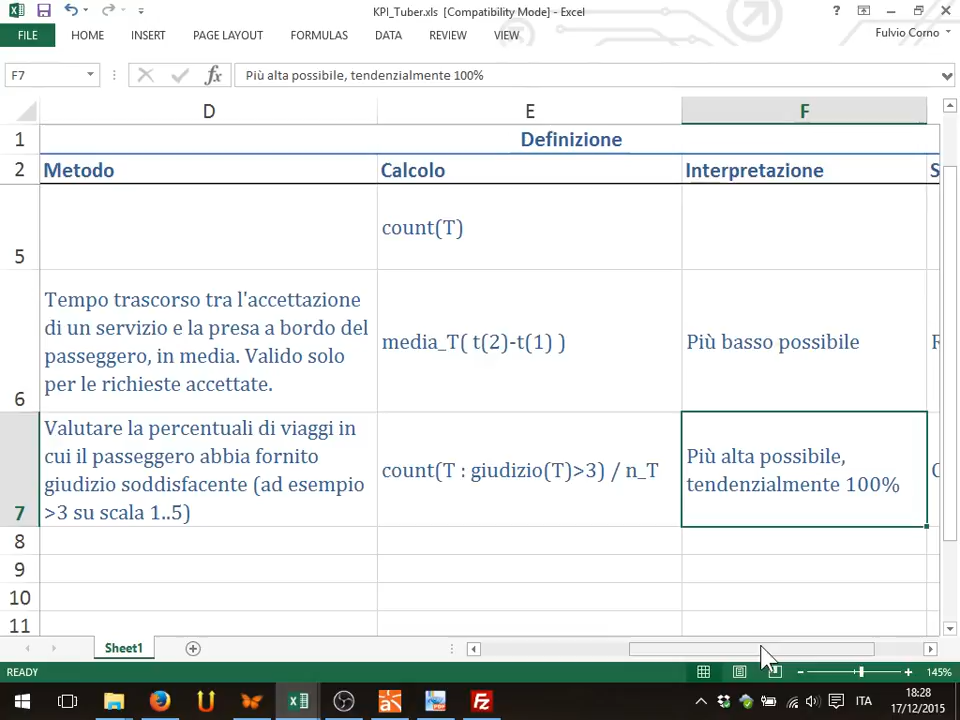 KPI_Tuber.xls [Compatibility Mode] - Excel
FILE HOME INSERT PAGE LAYOUT FORMULAS DATA REVIEW VIEW
Fulvio Corno
F7 fx Più alta possibile, tendenzialmente 100%
D E F
1 Definizione
2 Metodo Calcolo Interpretazione S
5 count(T)
Tempo trascorso tra l'accettazione
di un servizio e la presa a bordo del
passeggero, in media. Valido solo
per le richieste accettate.
media_T( t(2)-t(1) )
Più basso possibile
6
Valutare la percentuali di viaggi in
cui il passeggero abbia fornito
giudizio soddisfacente (ad esempio
>3 su scala 1..5)
count(T : giudizio(T)>3) / n_T
Più alta possibile,
tendenzialmente 100%
7
8
9
10
11
Sheet1
READY
145%
ITA
18:28
17/12/2015